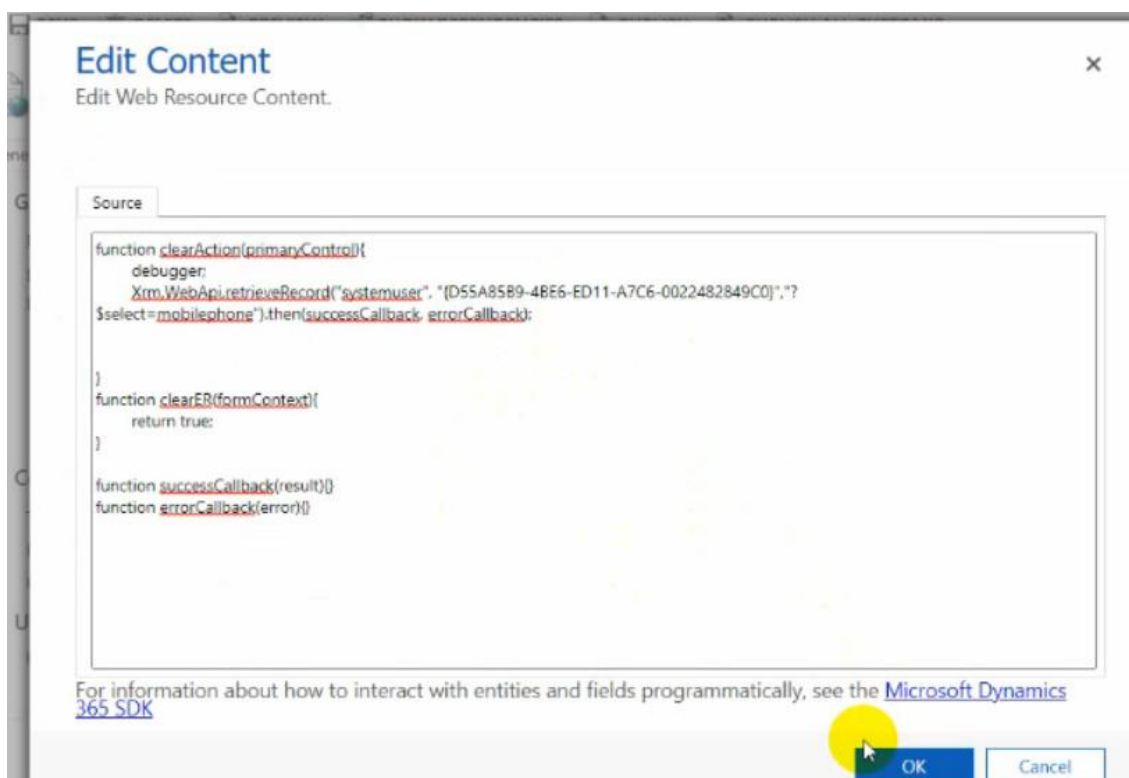 Edit Content
Edit Web Resource Content.
Source
function clearAction(primaryControl){
debugger;
Xrm.WebApi.retrieveRecord("systemuser", "{D55A85B9-4BE6-ED11-A7C6-0022482849C0}","?
$select=mobilephone").then(successCallback, errorCallback);
}
function clearER(formContext){
return true;
}
function successCallback(result){}
function errorCallback(error){}
For information about how to interact with entities and fields programmatically, see the Microsoft Dynamics
365 SDK
OK Cancel